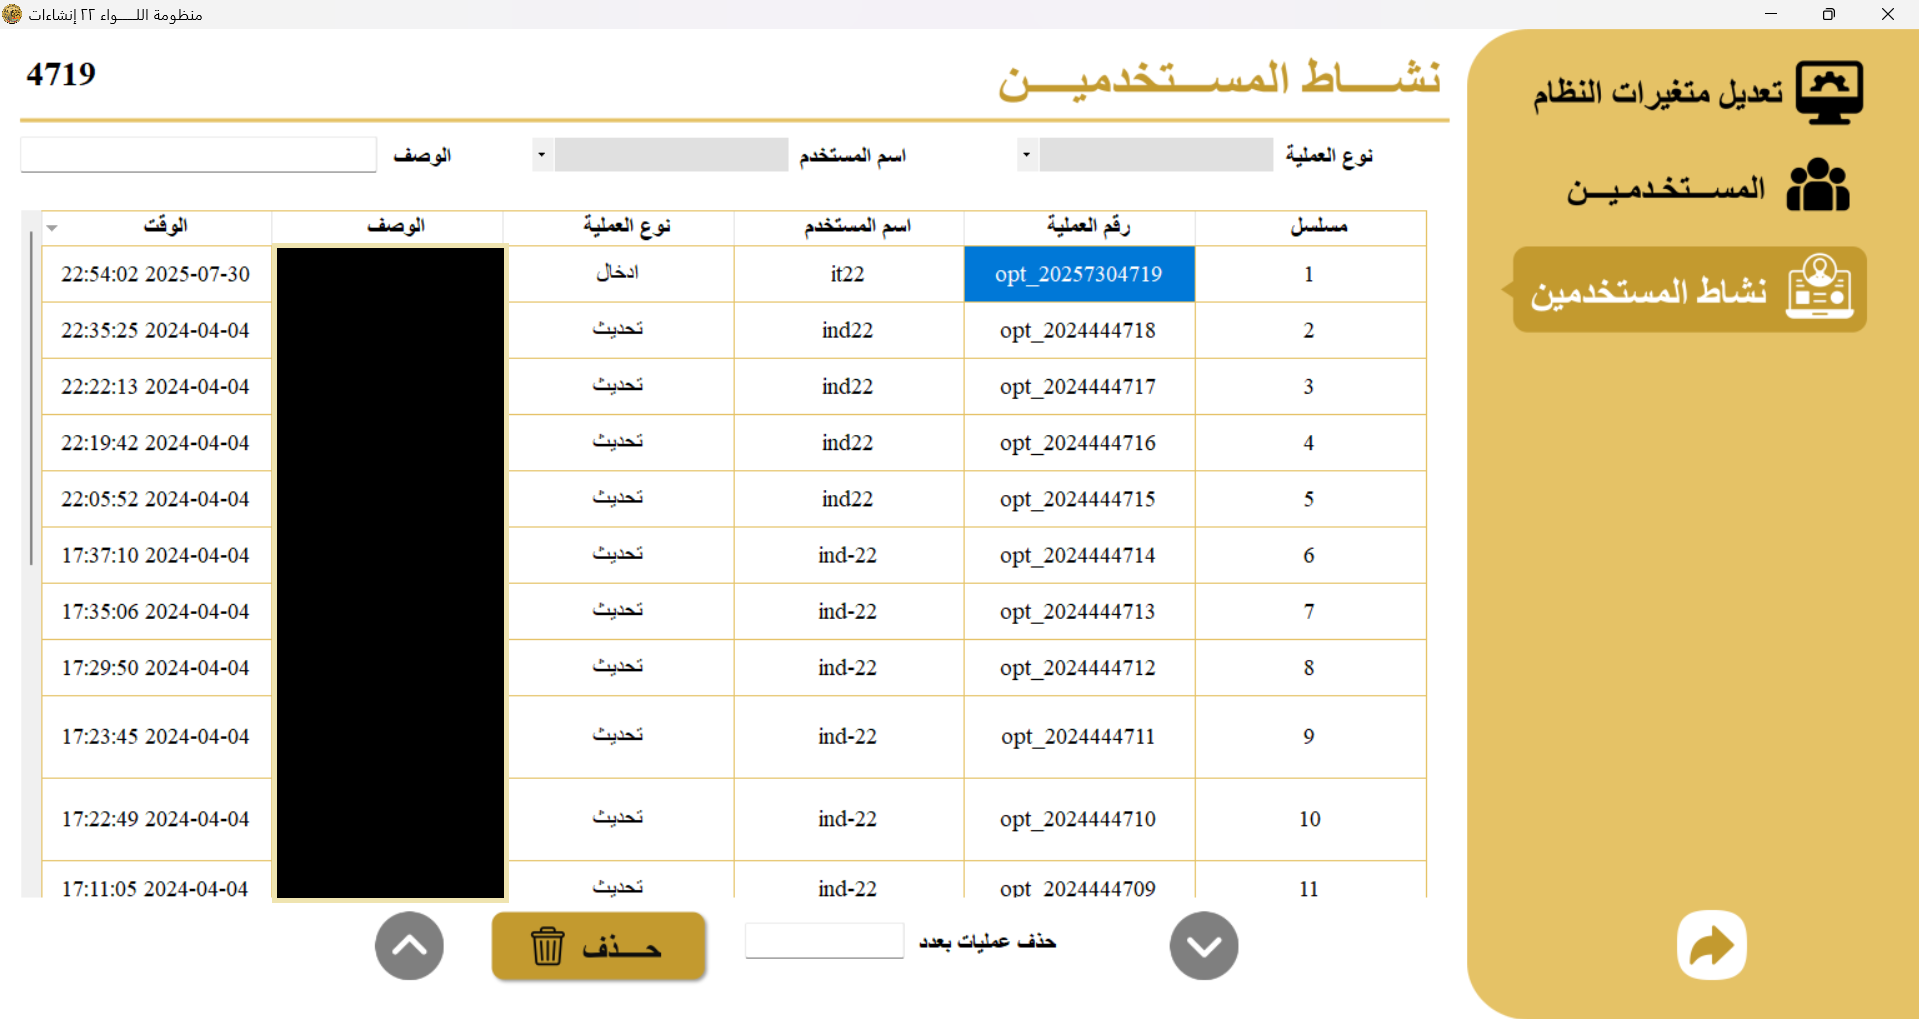 منظومة اللـــواء ٢٢ إنشاءات
تعديل متغيرات النظام
المســـتخدميـــن
نشاط المستخدمين
نشــــاط المســـتخدميــــن
4719
نوع العملية
اسم المستخدم
الوصف
مسلسل رقم العملية اسم المستخدم نوع العملية الوصف الوقت
1 opt_20257304719 it22 ادخال 22:54:02 2025-07-30
2 opt_2024444718 ind22 تحديث 22:35:25 2024-04-04
3 opt_2024444717 ind22 تحديث 22:22:13 2024-04-04
4 opt_2024444716 ind22 تحديث 22:19:42 2024-04-04
5 opt_2024444715 ind22 تحديث 22:05:52 2024-04-04
6 opt_2024444714 ind-22 تحديث 17:37:10 2024-04-04
7 opt_2024444713 ind-22 تحديث 17:35:06 2024-04-04
8 opt_2024444712 ind-22 تحديث 17:29:50 2024-04-04
9 opt_2024444711 ind-22 تحديث 17:23:45 2024-04-04
10 opt_2024444710 ind-22 تحديث 17:22:49 2024-04-04
11 opt_2024444709 ind-22 تحديث 17:11:05 2024-04-04
حذف عمليات بعدد
حـــذف